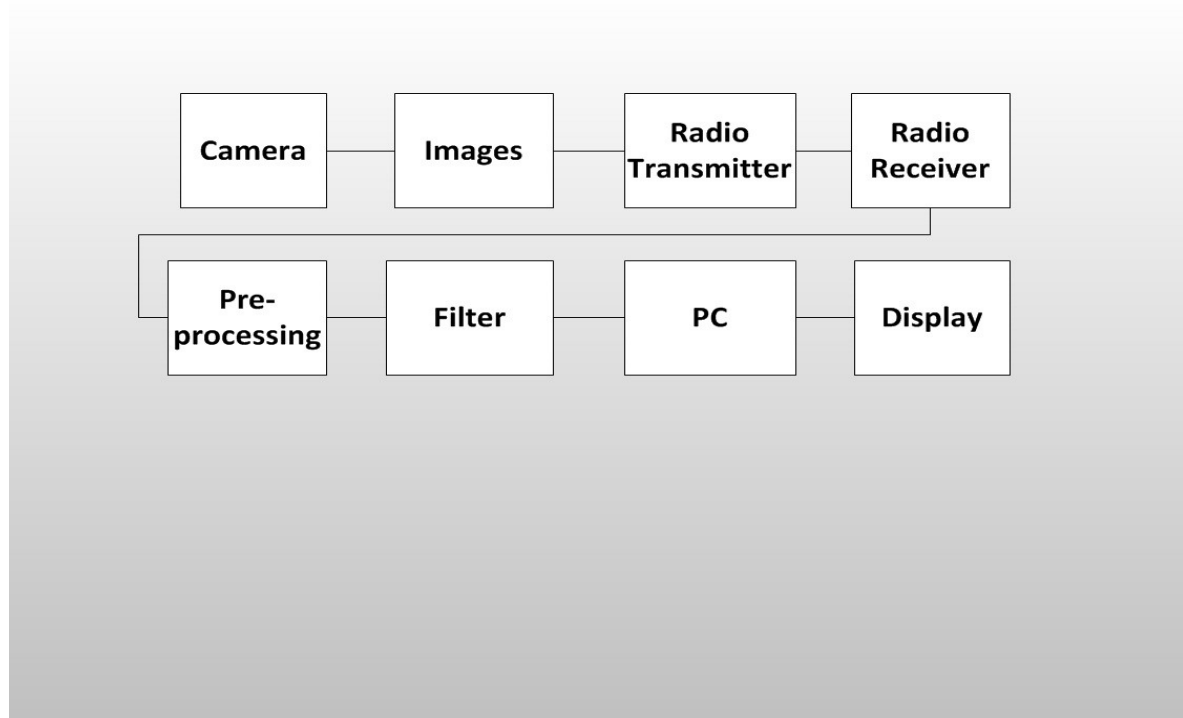 Camera
Images
Radio
Transmitter
Radio
Receiver
Pre-
processing
Filter
PC
Display